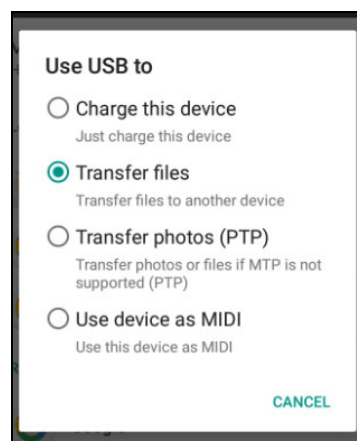 Use USB to
Charge this device
Just charge this device
Transfer files
Transfer files to another device
Transfer photos (PTP)
Transfer photos or files if MTP is not
supported (PTP)
Use device as MIDI
Use this device as MIDI
CANCEL